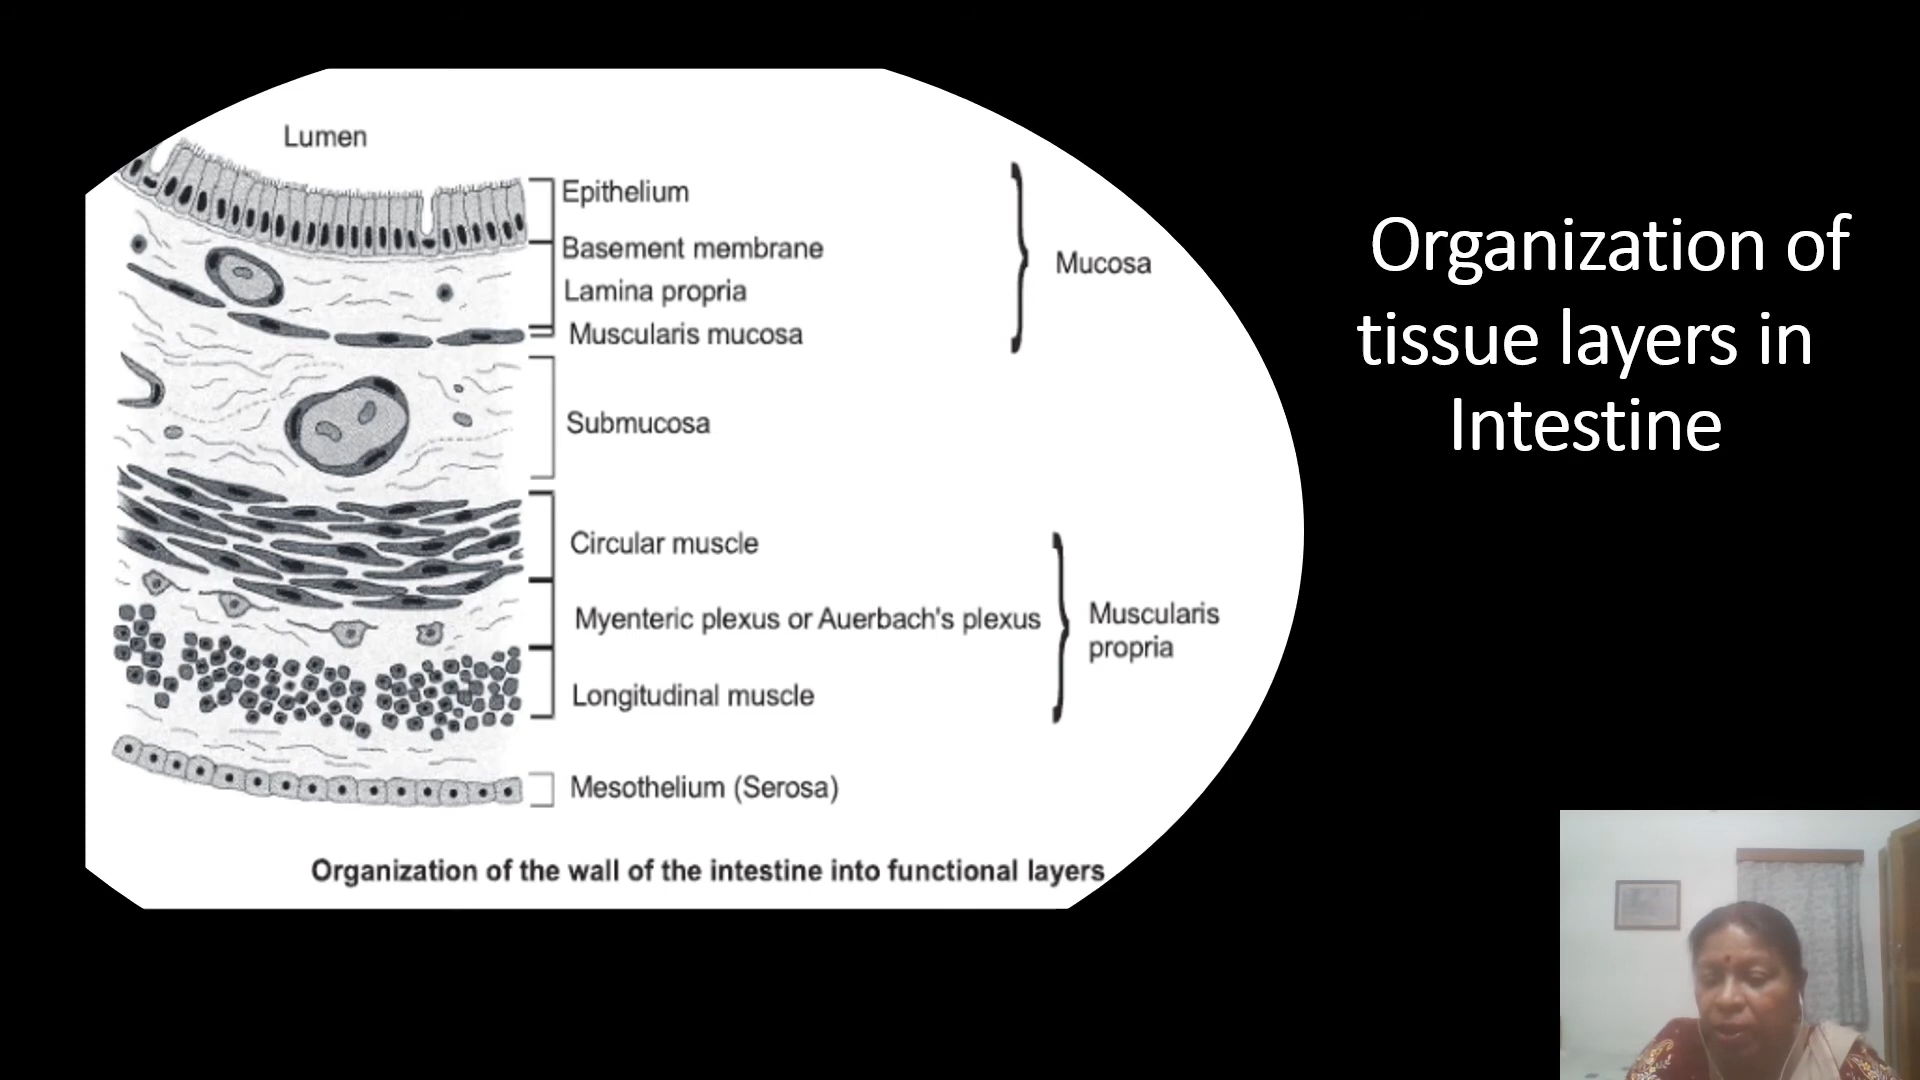 Lumen
Epithelium
Basement membrane
Lamina propria
Muscularis mucosa
Mucosa
Submucosa
Circular muscle
Myenteric plexus or Auerbach's plexus
Longitudinal muscle
Muscularis
propria
Mesothelium (Serosa)
Organization of the wall of the intestine into functional layers
Organization of
tissue layers in
Intestine